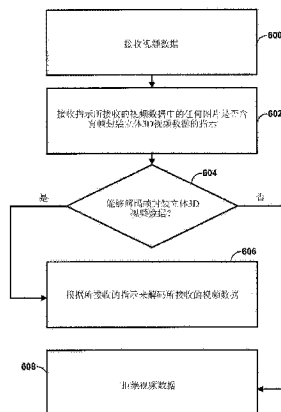 600
接收视频数据
602
接收指示所接收的视频数据中的任何图片是否含
有帧封装立体3D视频数据的指示
604
能够解码帧封装立体3D
视频数据?
是
否
606
根据所接收的指示来解码所接收的视频数据
608
拒绝视频数据